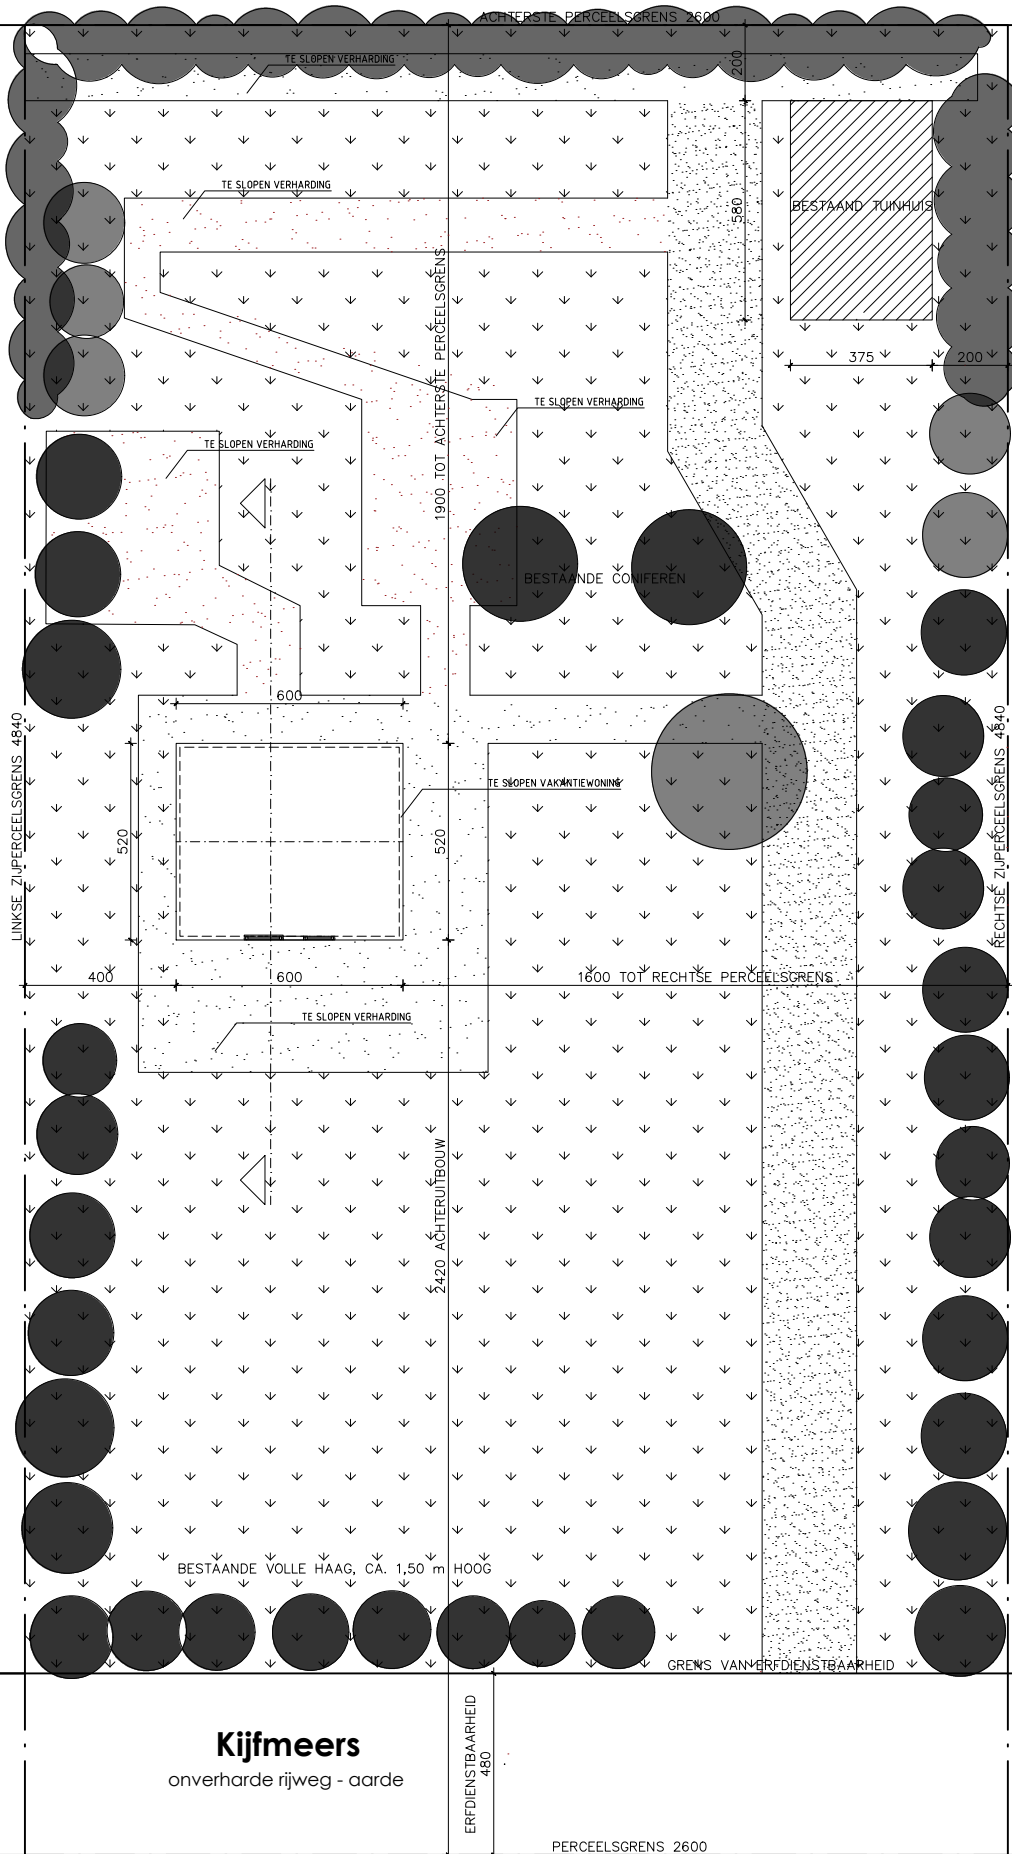 ACHTERSTE PERCEELSGRENS 2600
TE SLOPEN VERHARDING
200
TE SLOPEN VERHARDING
580
BESTAAND TUINHUIS
1900 TOT ACHTERSTE PERCEELSGRENS
375
200
TE SLOPEN VERHARDING
TE SLOPEN VERHARDING
BESTAANDE CONIFEREN
600
LINKSE ZIJPERCEELSGRENS 4840
RECHTSE ZIJPERCEELSGRENS 4840
TE SLOPEN VAKANTIEWONING
520
520
400
600
1600 TOT RECHTSE PERCEELSGRENS
TE SLOPEN VERHARDING
2420 ACHTERUITBOUW
BESTAANDE VOLLE HAAG, CA. 1,50 m HOOG
GRENS VAN ERFDIENSTBAARHEID
Kijfmeers
onverharde rijweg - aarde
ERFDIENSTBAARHEID
480
PERCEELSGRENS 2600